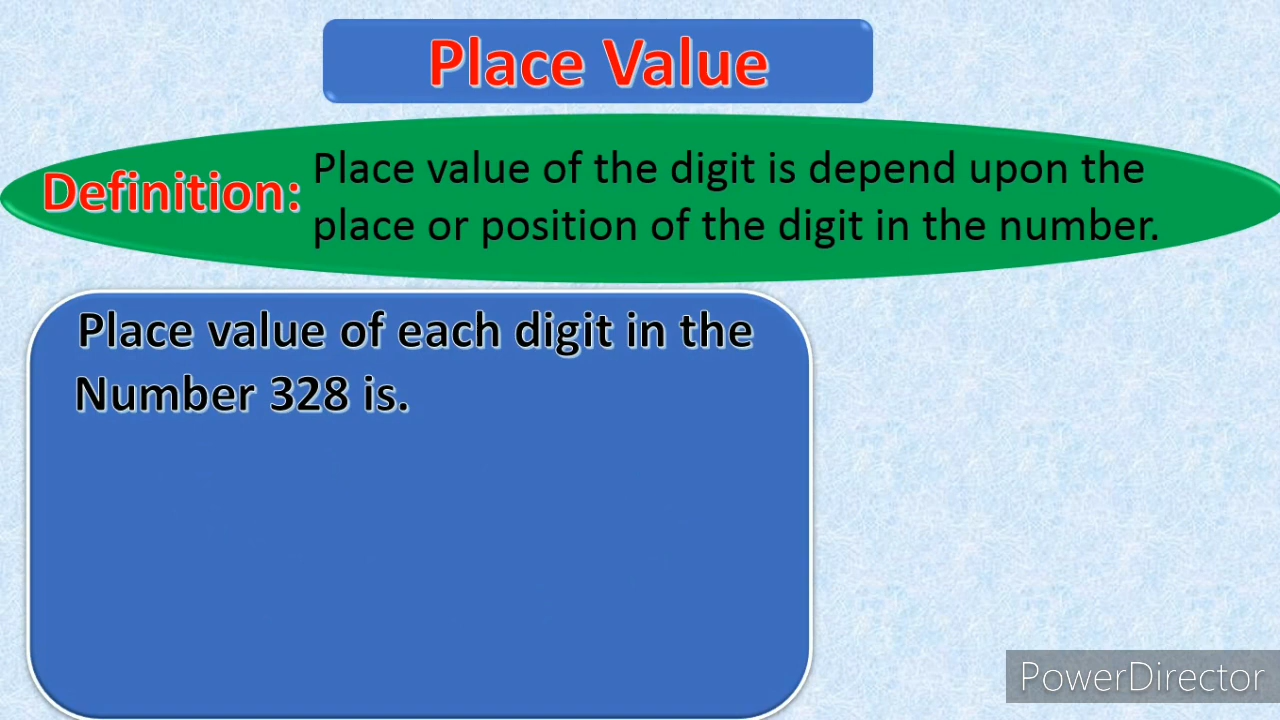 Place Value
Definition: Place value of the digit is depend upon the
place or position of the digit in the number.
Place value of each digit in the
Number 328 is.
PowerDirector